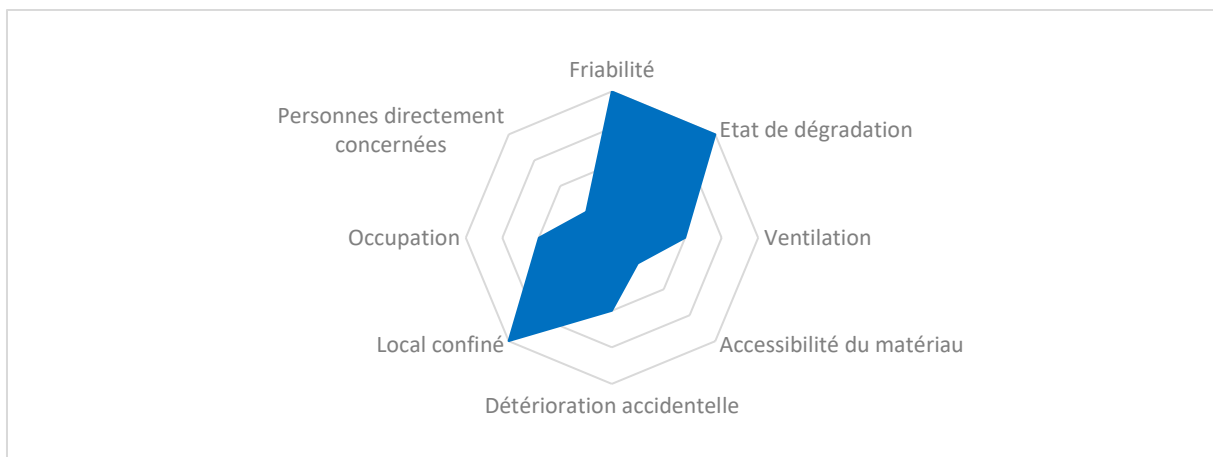 Friabilité
Personnes directement
concernées
Etat de dégradation
Occupation
Ventilation
Local confiné
Accessibilité du matériau
Détérioration accidentelle